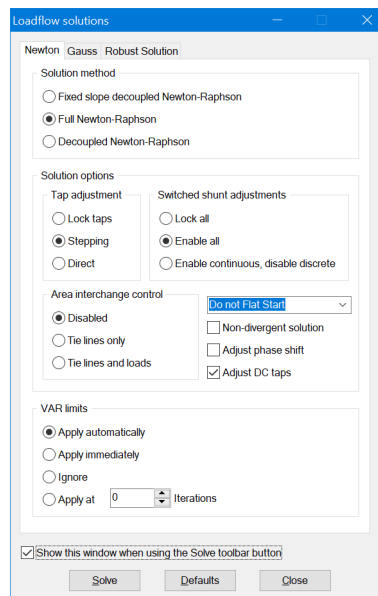 Loadflow solutions
Newton Gauss Robust Solution
Solution method
Fixed slope decoupled Newton-Raphson
Full Newton-Raphson
Decoupled Newton-Raphson
Solution options
Tap adjustment
Lock taps
Stepping
Direct
Switched shunt adjustments
Lock all
Enable all
Enable continuous, disable discrete
Area interchange control
Disabled
Tie lines only
Tie lines and loads
Do not Flat Start
Non-divergent solution
Adjust phase shift
Adjust DC taps
VAR limits
Apply automatically
Apply immediately
Ignore
Apply at 0 Iterations
Show this window when using the Solve toolbar button
Solve Defaults Close